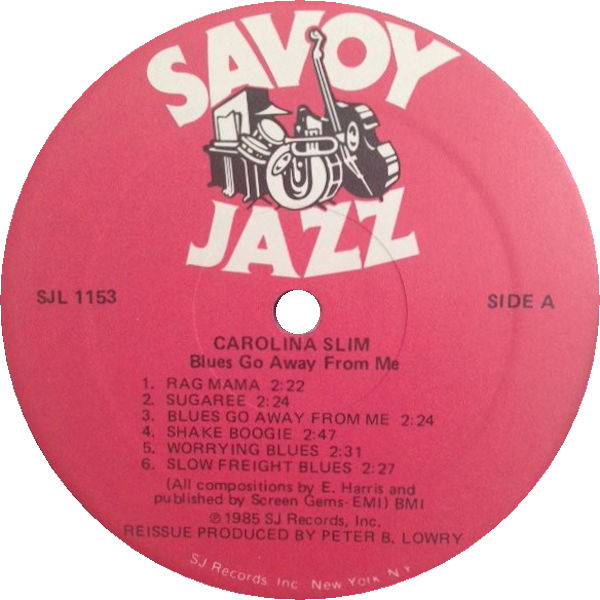 SAVOY
JAZZ
SJL 1153
SIDE A
CAROLINA SLIM
Blues Go Away From Me
1. RAG MAMA 2:22
2. SUGAREE 2:24
3. BLUES GO AWAY FROM ME 2:24
4. SHAKE BOOGIE 2:47
5. WORRYING BLUES 2:31
6. SLOW FREIGHT BLUES 2:27
(All compositions by E. Harris and
published by Screen Gems-EMI) BMI
℗ 1985 SJ Records, Inc.
REISSUE PRODUCED BY PETER B. LOWRY
SJ Records Inc New York N.Y.